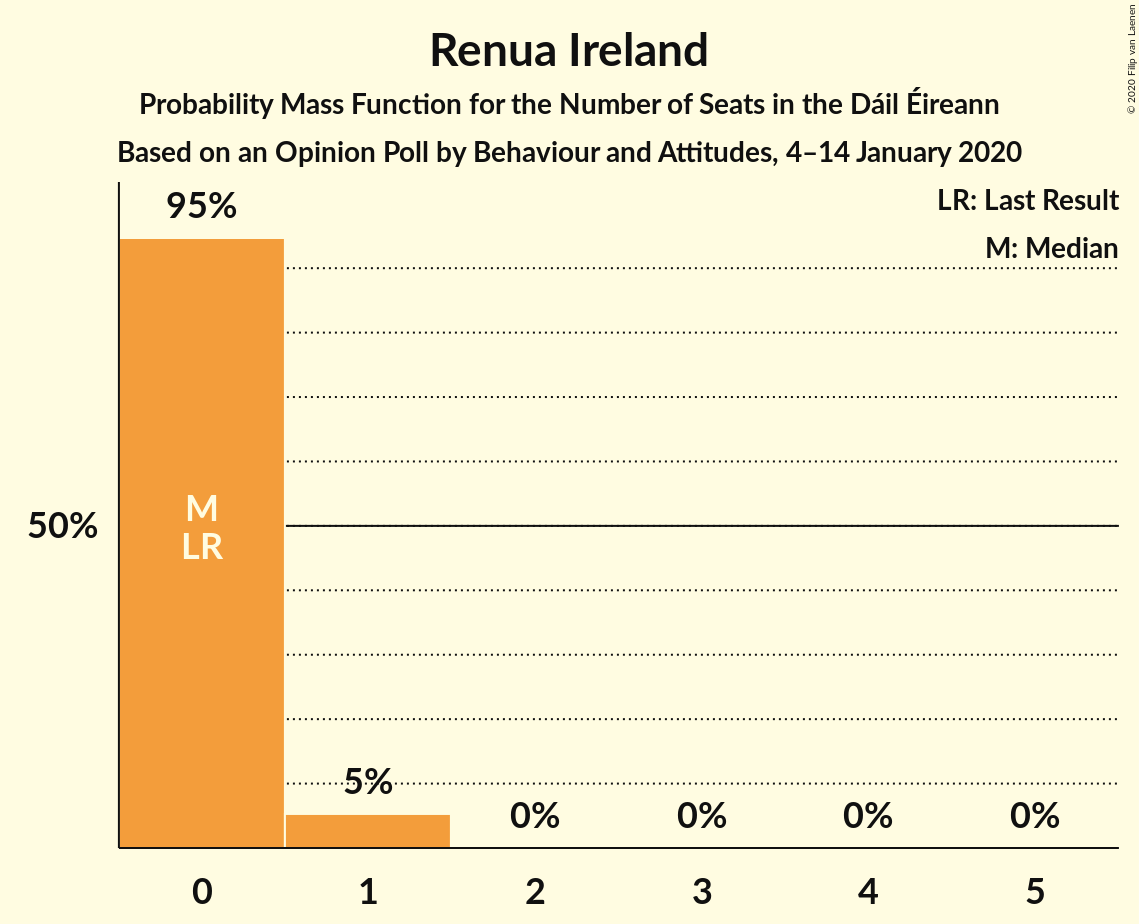 Renua Ireland
Probability Mass Function for the Number of Seats in the Dáil Éireann
Based on an Opinion Poll by Behaviour and Attitudes, 4–14 January 2020
© 2020 Filip van Laenen
LR: Last Result
M: Median
95%
M
LR
50%
5%
0%
0%
0%
0%
0
1
2
3
4
5